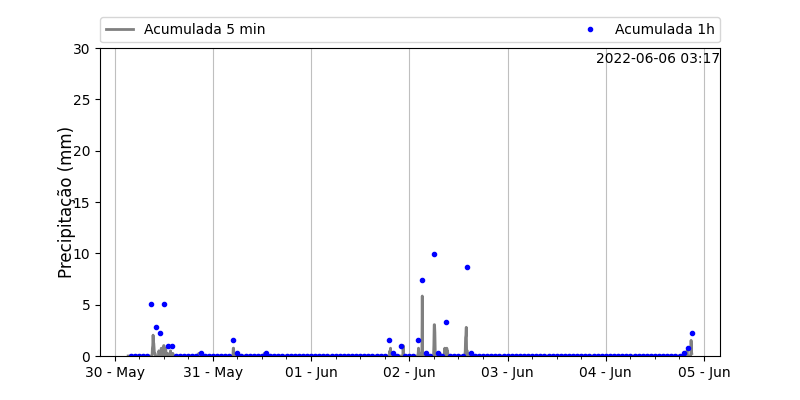 Acumulada 5 min
Acumulada 1h
2022-06-06 03:17
Precipitação (mm)
30
25
20
15
10
5
0
30 - May
31 - May
01 - Jun
02 - Jun
03 - Jun
04 - Jun
05 - Jun